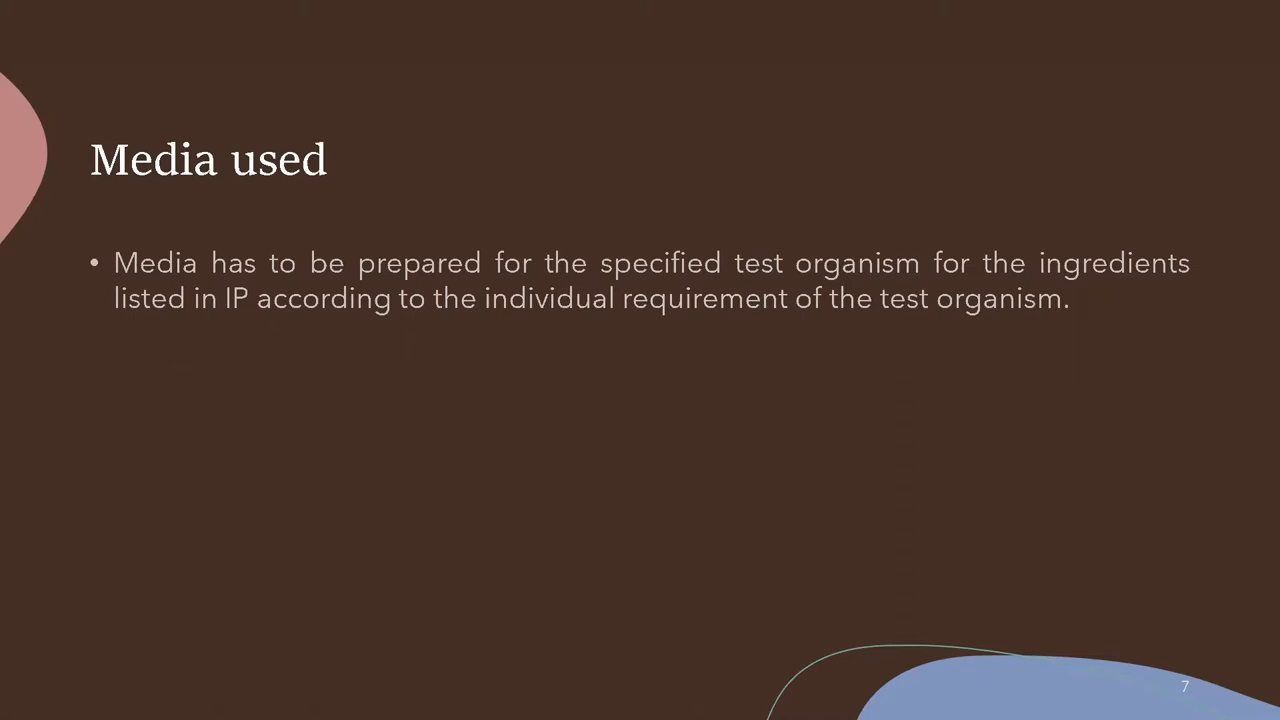 Media used
• Media has to be prepared for the specified test organism for the ingredients
listed in IP according to the individual requirement of the test organism.
7